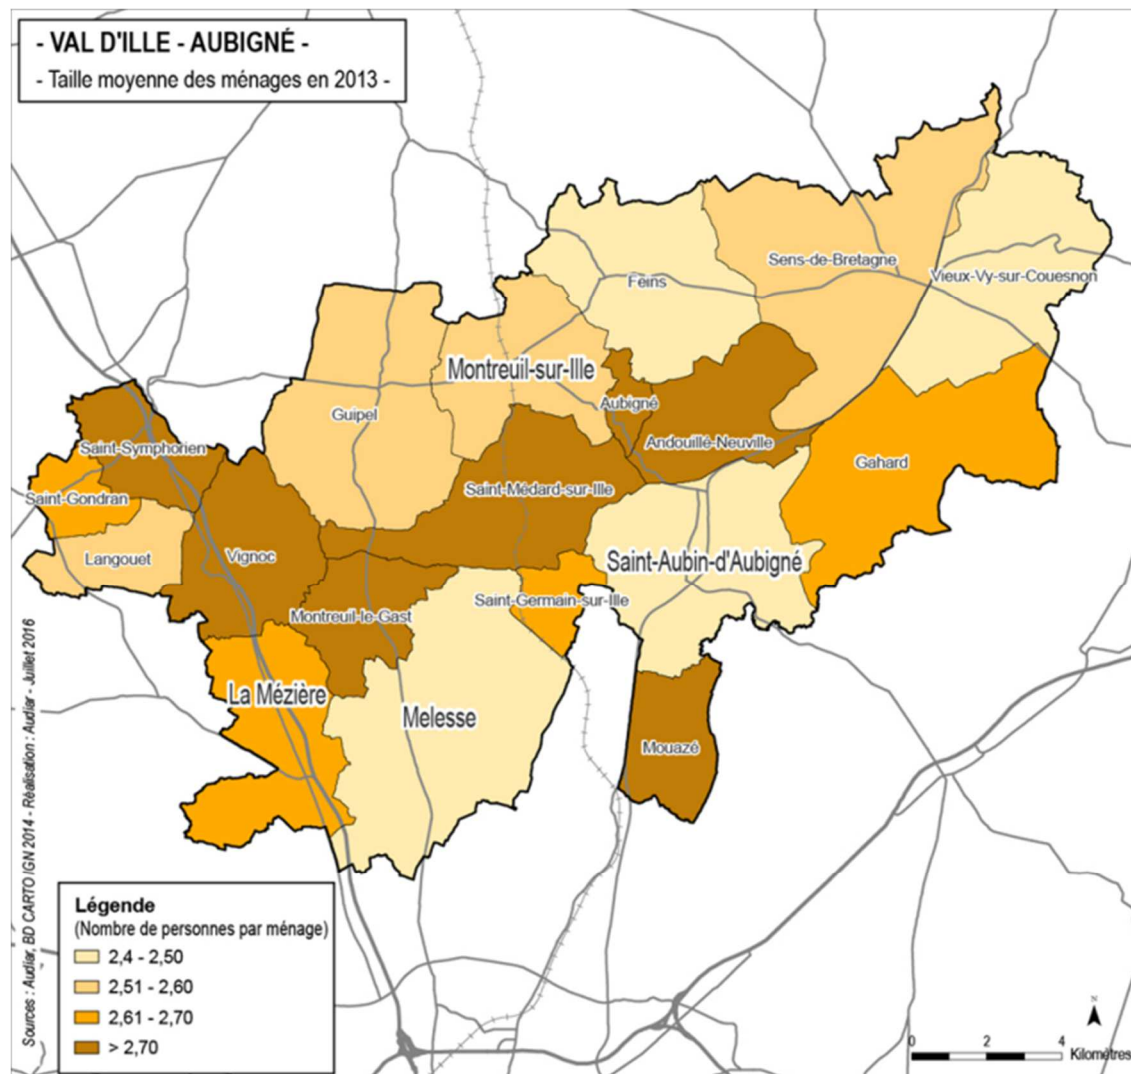 - VAL D'ILLE - AUBIGNÉ -
- Taille moyenne des ménages en 2013 -
Sens-de-Bretagne
Feins
Vieux-Vy-sur-Couesnon
Montreuil-sur-Ille
Aubigné
Guipel
Andouillé-Neuville
Saint-Symphorien
Gahard
Saint-Médard-sur-Ille
Saint-Gondran
Langouet
Vignoc
Saint-Aubin-d'Aubigné
Saint-Germain-sur-Ille
Montreuil-le-Gast
La Mézière
Melesse
Mouazé
Sources : Audiar, BD CARTO IGN 2014 - Réalisation : Audiar - Juillet 2016
Légende
(Nombre de personnes par ménage)
2,4 - 2,50
2,51 - 2,60
2,61 - 2,70
> 2,70
N
0 2 4
Kilomètres